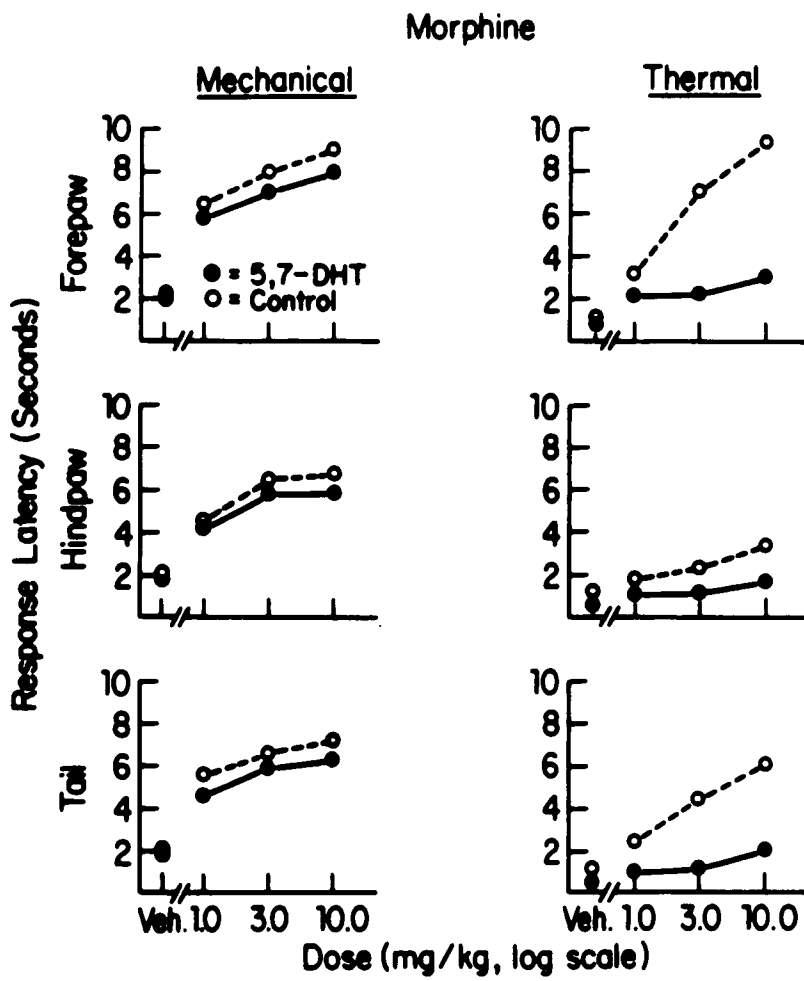 Morphine
Mechanical
Thermal
Response Latency (Seconds)
Forepaw
10
8
6
4
2
● = 5,7-DHT
○ = Control
10
8
6
4
2
Hindpaw
10
8
6
4
2
10
8
6
4
2
Tail
10
8
6
4
2
Veh. 1.0 3.0 10.0
10
8
6
4
2
Veh. 1.0 3.0 10.0
Dose (mg/kg, log scale)